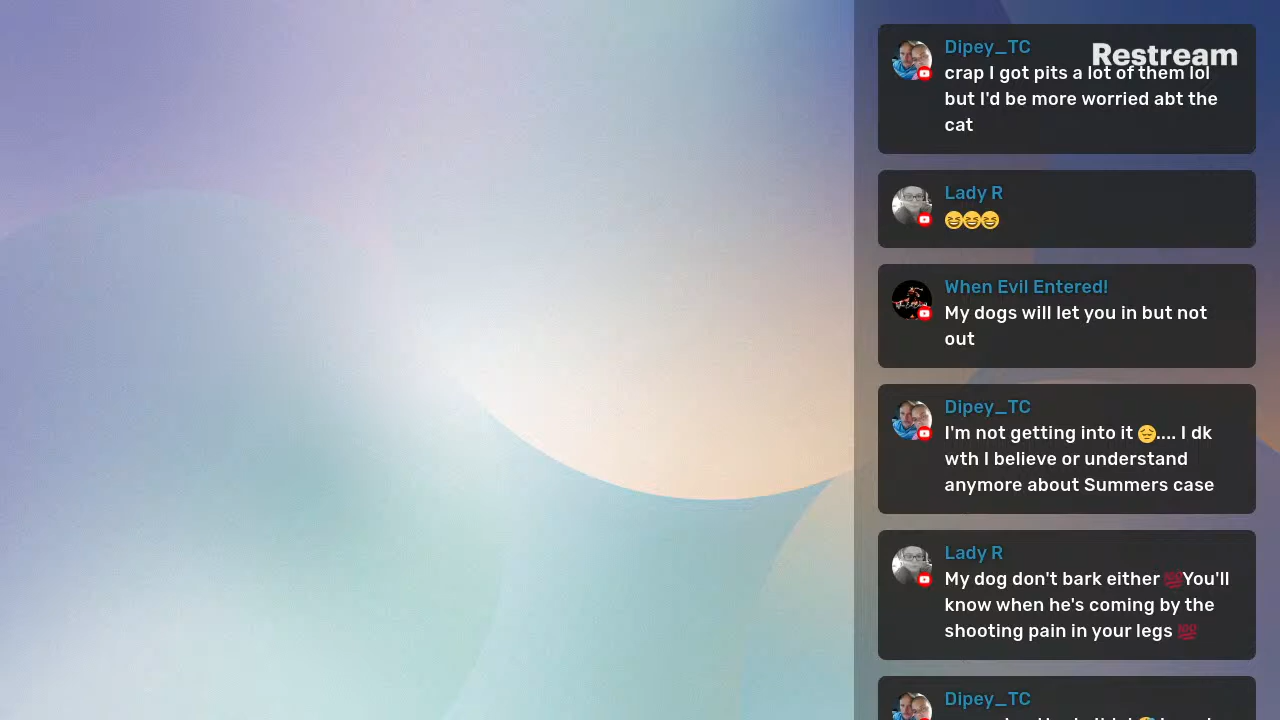 Dipey_TC
Restream
crap I got pits a lot of them lol
but I'd be more worried abt the
cat
Lady R
😆😆😆
When Evil Entered!
My dogs will let you in but not
out
Dipey_TC
I'm not getting into it 😔.... I dk
wth I believe or understand
anymore about Summers case
Lady R
My dog don't bark either 💯You'll
know when he's coming by the
shooting pain in your legs 💯
Dipey_TC